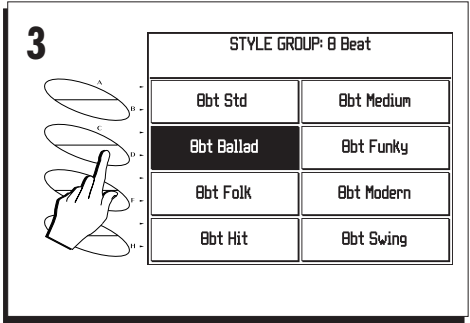 3
STYLE GROUP: 8 Beat
A
8bt Std 8bt Medium
B
C
8bt Ballad 8bt Funky
D
8bt Folk 8bt Modern
F
8bt Hit 8bt Swing
H